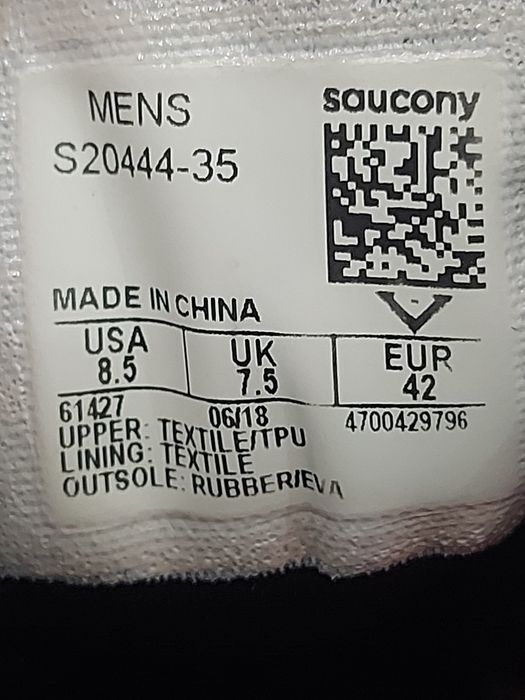 MENS
saucony
S20444-35
MADE IN CHINA
USA
8.5
UK
7.5
EUR
42
61427
06/18
4700429796
UPPER: TEXTILE/TPU
LINING: TEXTILE
OUTSOLE: RUBBER/EVA